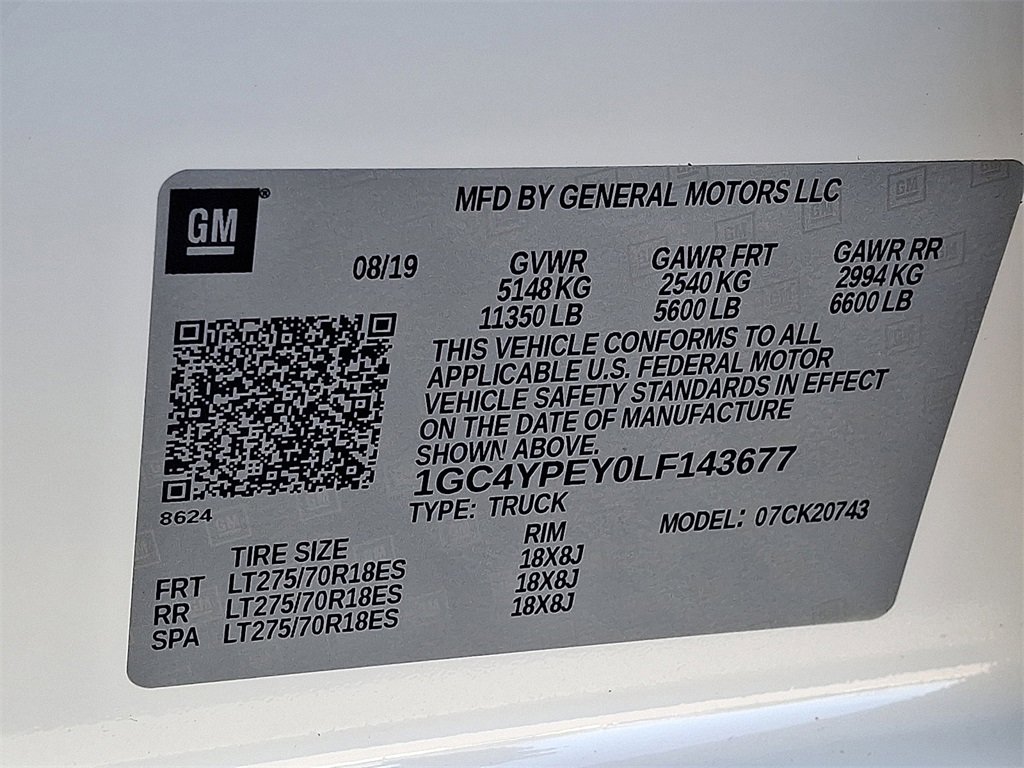 GM ®
MFD BY GENERAL MOTORS LLC
08/19 GVWR GAWR FRT GAWR RR
5148 KG 2540 KG 2994 KG
11350 LB 5600 LB 6600 LB
THIS VEHICLE CONFORMS TO ALL
APPLICABLE U.S. FEDERAL MOTOR
VEHICLE SAFETY STANDARDS IN EFFECT
ON THE DATE OF MANUFACTURE
SHOWN ABOVE.
1GC4YPEY0LF143677
8624 TYPE: TRUCK MODEL: 07CK20743
TIRE SIZE RIM
FRT LT275/70R18ES 18X8J
RR LT275/70R18ES 18X8J
SPA LT275/70R18ES 18X8J